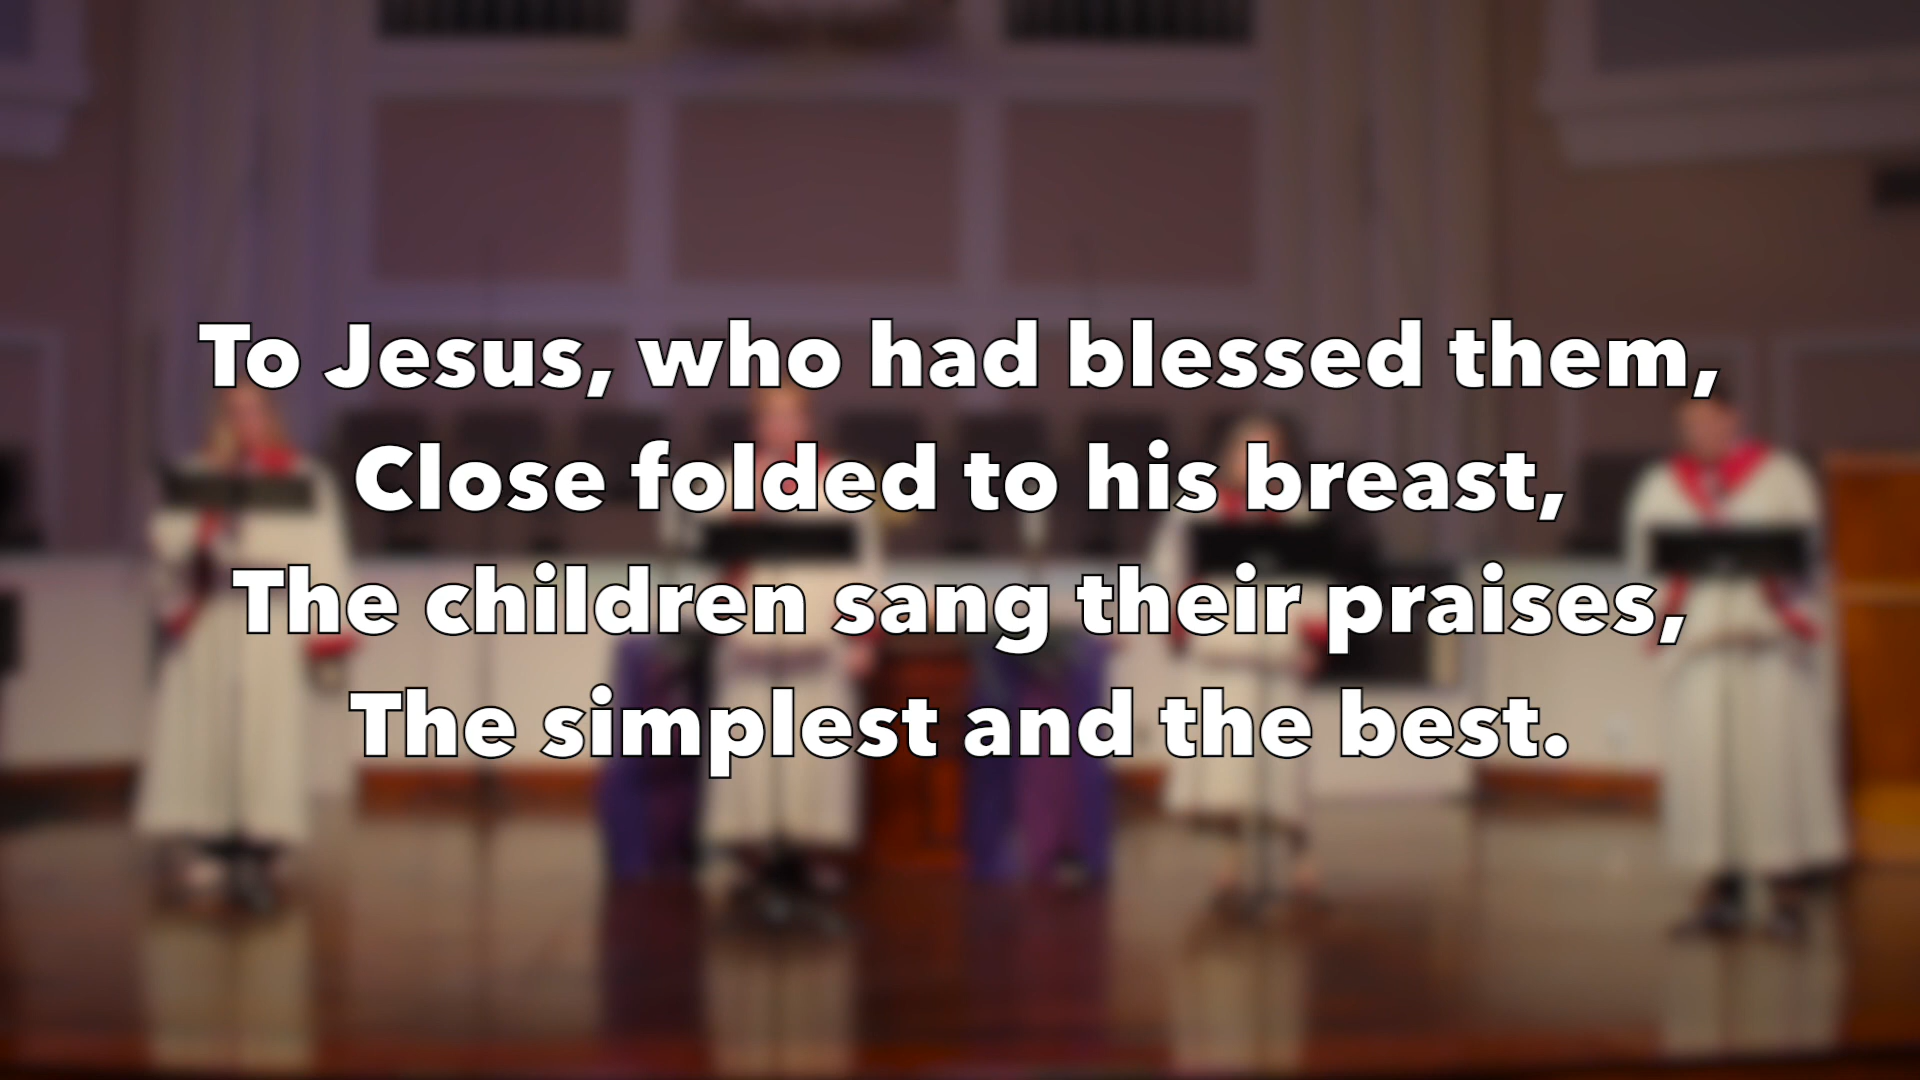 To Jesus, who had blessed them,
Close folded to his breast,
The children sang their praises,
The simplest and the best.